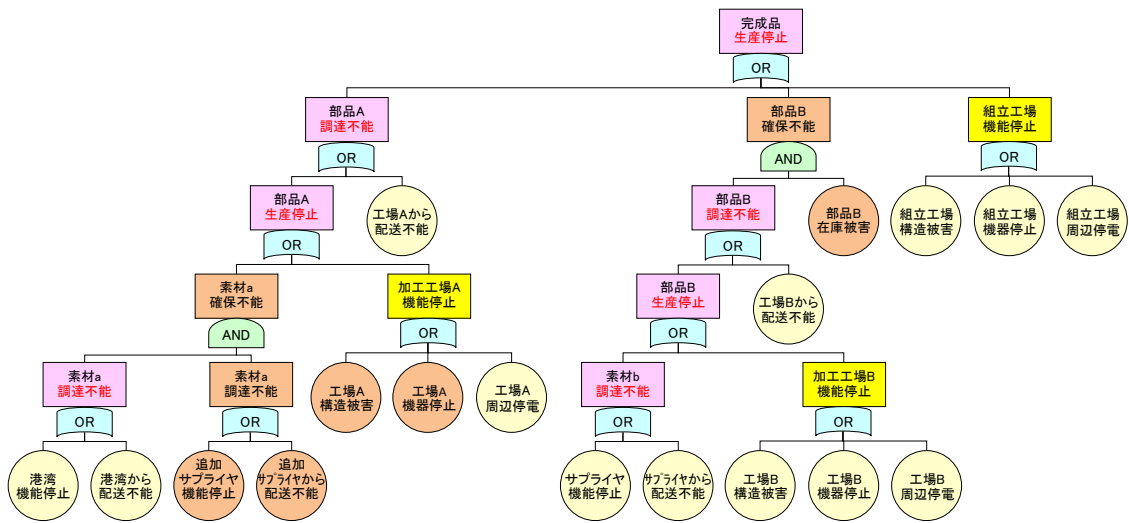 完成品
生産停止
OR
部品A
調達不能
部品B
確保不能
組立工場
機能停止
OR
AND
OR
部品A
生産停止
工場Aから
配送不能
部品B
調達不能
部品B
在庫被害
組立工場
構造被害
組立工場
機器停止
組立工場
周辺停電
OR
OR
素材a
確保不能
加工工場A
機能停止
部品B
生産停止
工場Bから
配送不能
AND
OR
OR
素材a
調達不能
素材a
調達不能
工場A
構造被害
工場A
機器停止
工場A
周辺停電
素材b
調達不能
加工工場B
機能停止
OR
OR
OR
OR
港湾
機能停止
港湾から
配送不能
追加
サプライヤ
機能停止
追加
サプライヤから
配送不能
サプライヤ
機能停止
サプライヤから
配送不能
工場B
構造被害
工場B
機器停止
工場B
周辺停電